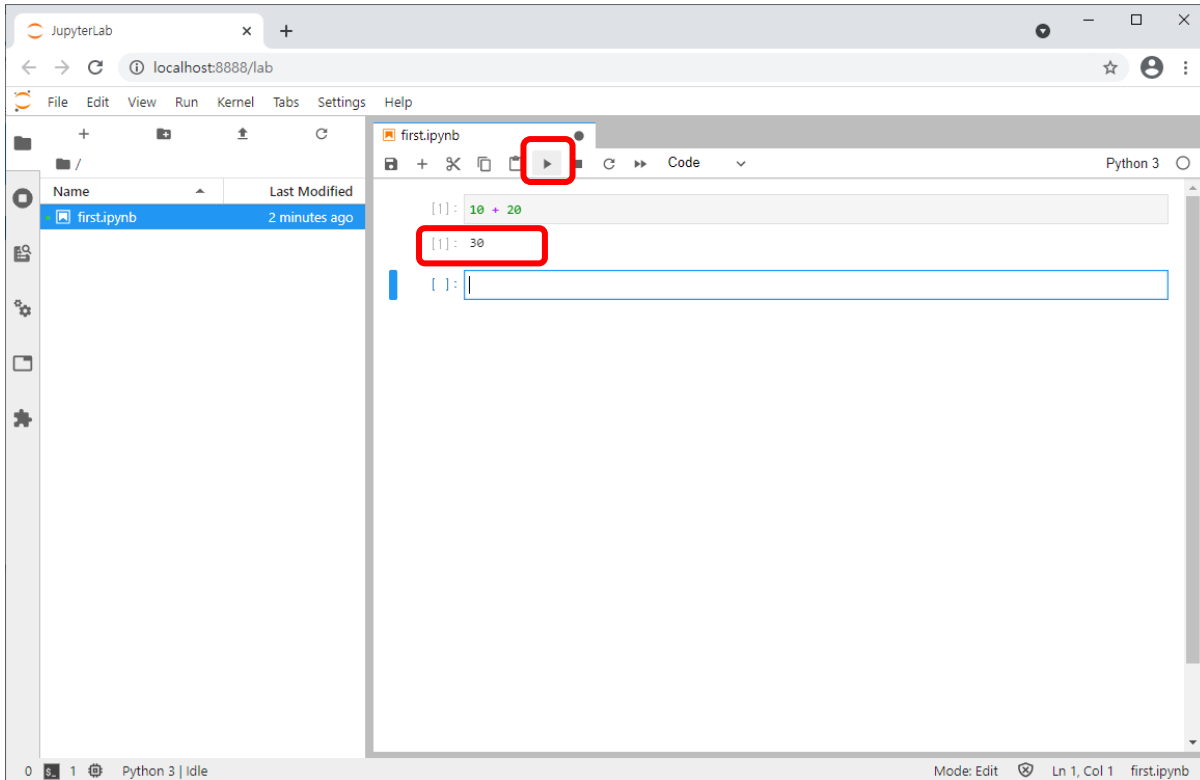 JupyterLab
localhost:8888/lab
File Edit View Run Kernel Tabs Settings Help
first.ipynb
/
Code
Python 3
Name Last Modified
first.ipynb 2 minutes ago
[1]: 10 + 20
[1]: 30
[ ]:
0 $_ 1 Python 3 | Idle Mode: Edit Ln 1, Col 1 first.ipynb